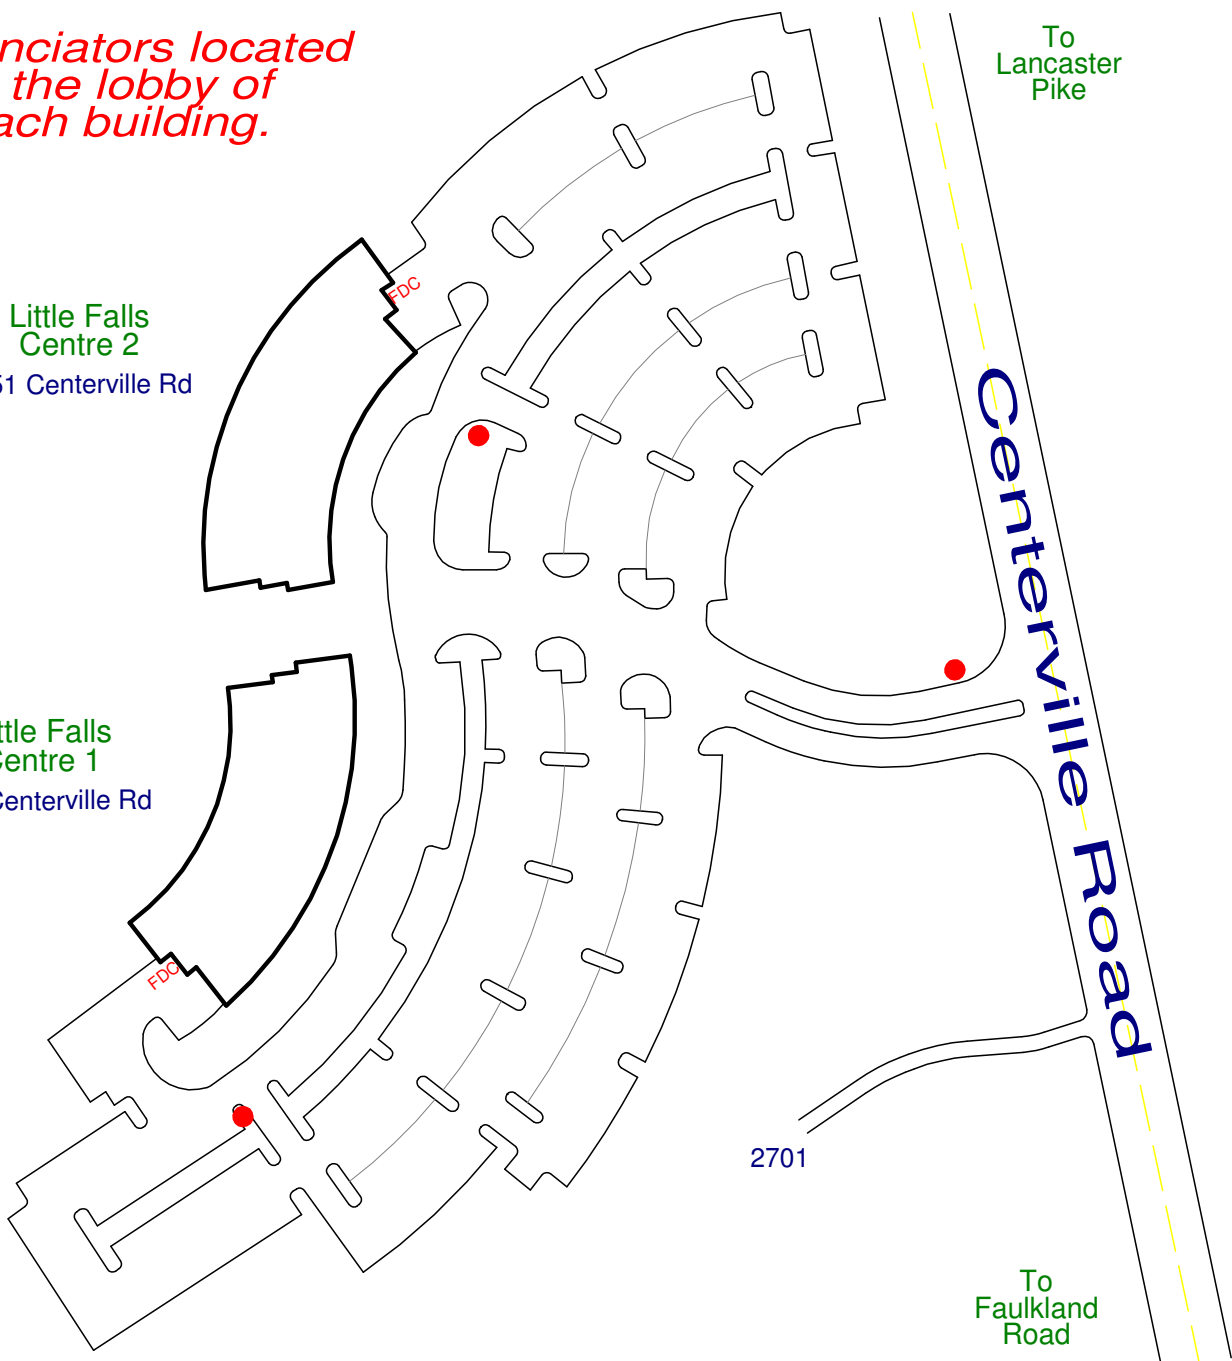 nciators located
the lobby of
ach building.
To
Lancaster
Pike
FDC
Little Falls
Centre 2
51 Centerville Rd
Centerville Road
ttle Falls
Centre 1
Centerville Rd
FDC
2701
To
Faulkland
Road